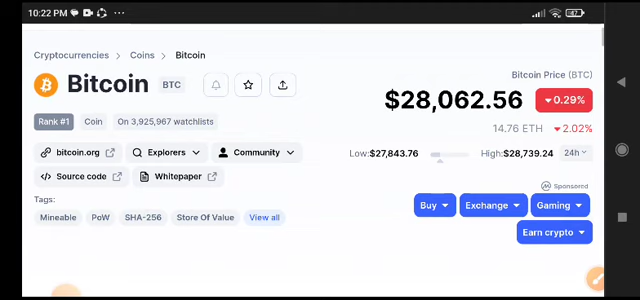 10:22 PM
47
Cryptocurrencies > Coins > Bitcoin
Bitcoin BTC
Bitcoin Price (BTC)
$28,062.56 0.29%
Rank #1 Coin On 3,925,967 watchlists
14.76 ETH 2.02%
bitcoin.org Explorers Community
Low:$27,843.76 High:$28,739.24 24h
Source code Whitepaper
Sponsored
Tags:
Mineable PoW SHA-256 Store Of Value View all
Buy Exchange Gaming
Earn crypto